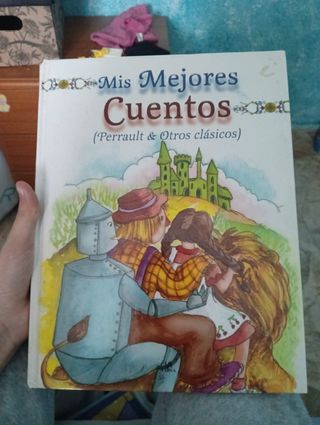 Mis Mejores
Cuentos
(Perrault & Otros clásicos)